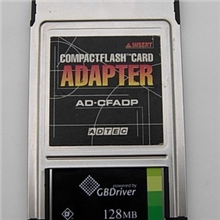 ▲INSERT
COMPACTFLASH™CARD
ADAPTER
AD-CFADP
ADTEC
powered by
GBDriver
128MB